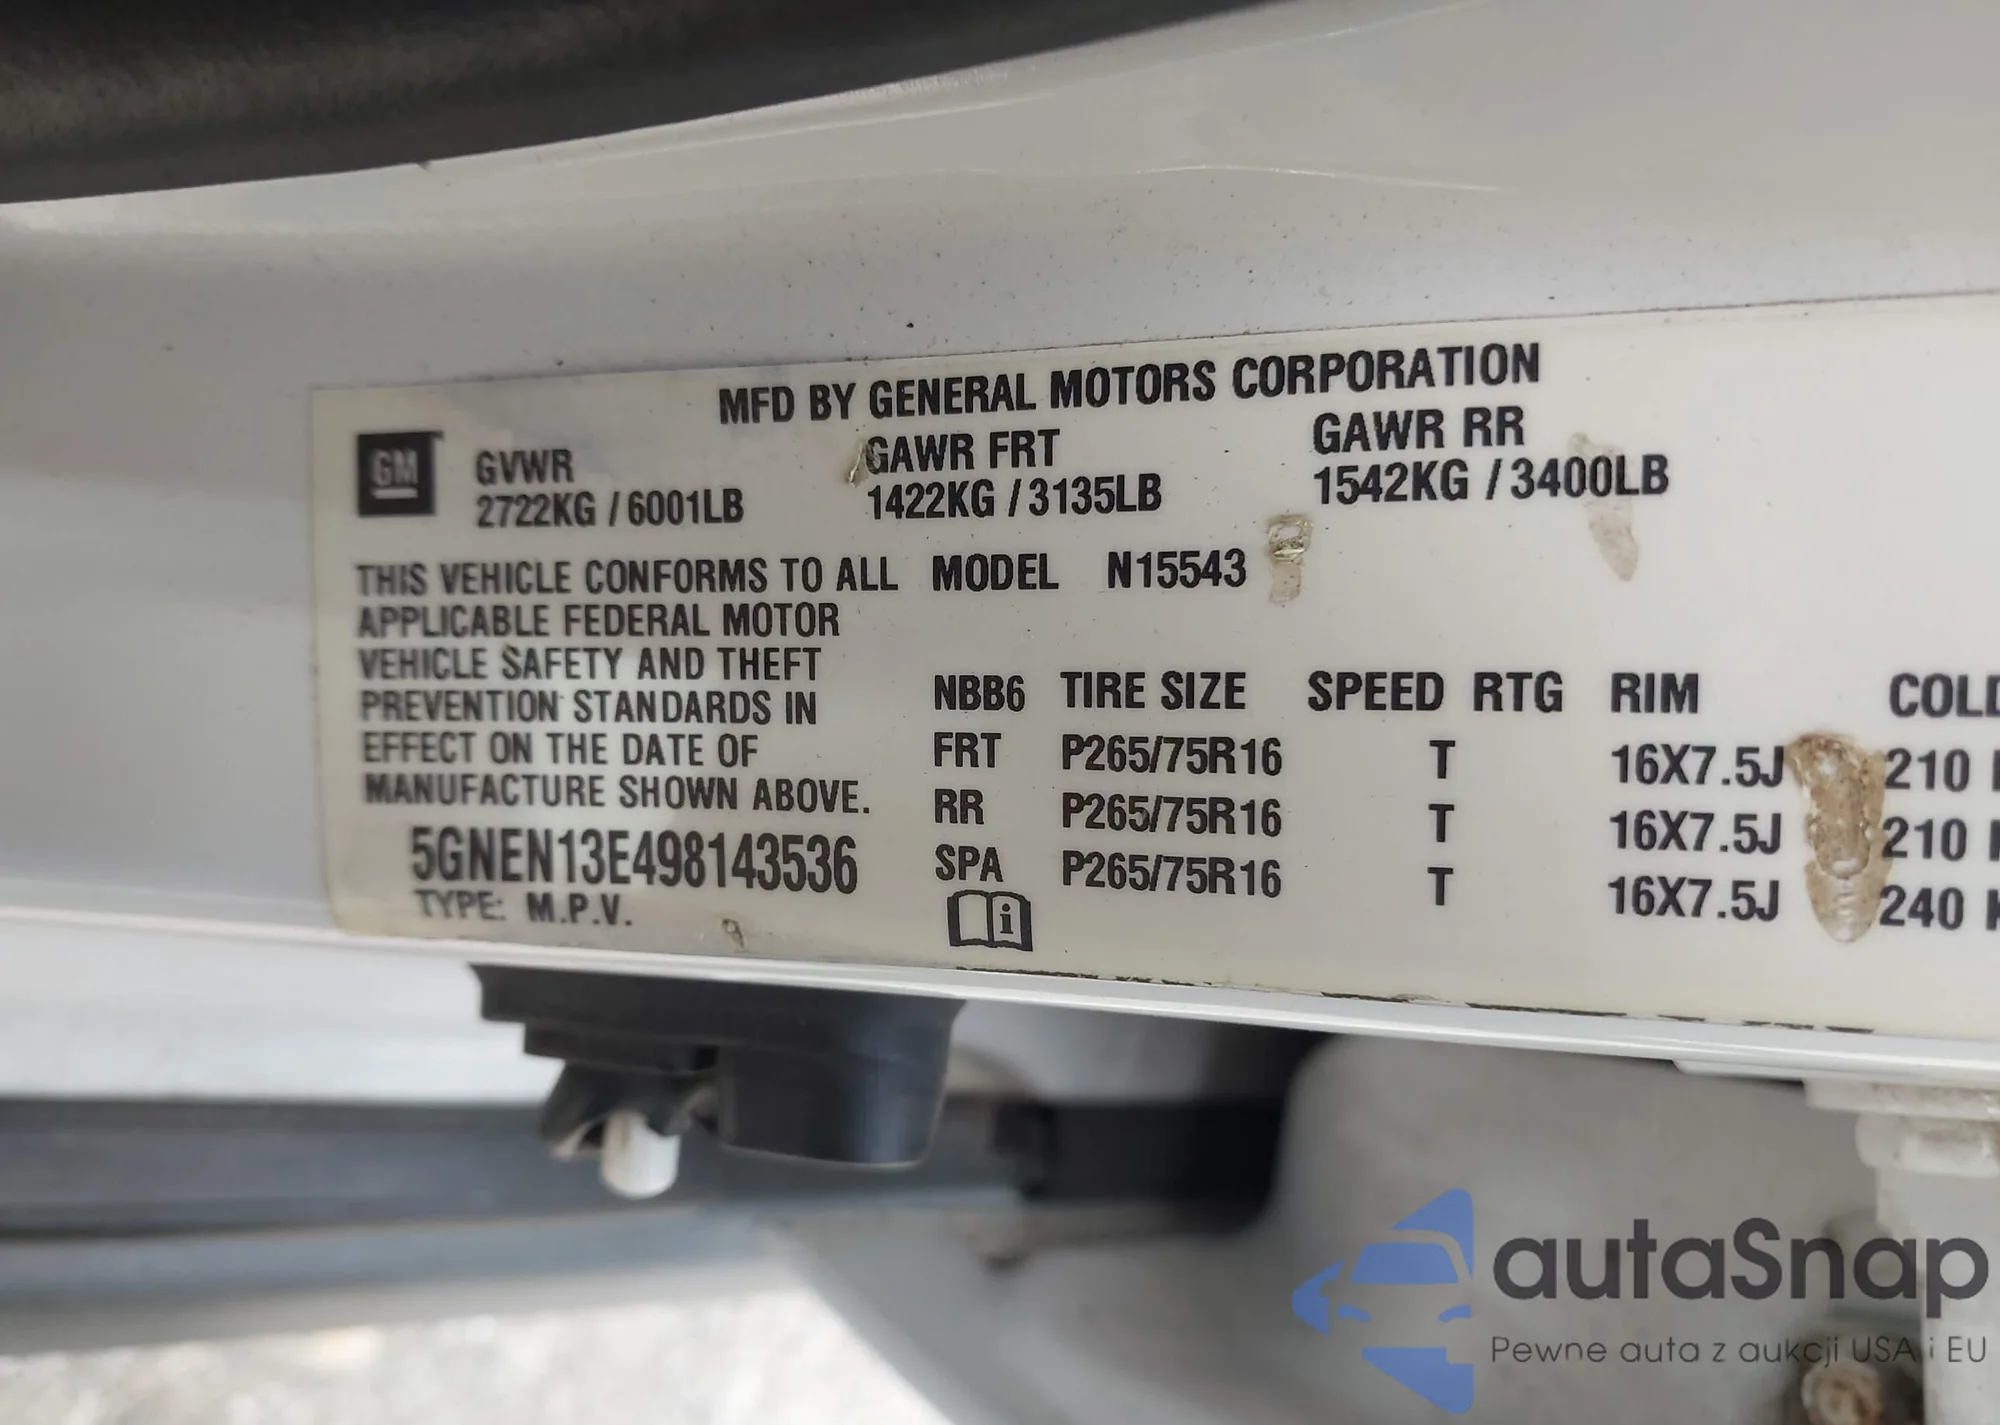 MFD BY GENERAL MOTORS CORPORATION
GM
GVWR GAWR FRT GAWR RR
2722KG / 6001LB 1422KG / 3135LB 1542KG / 3400LB
THIS VEHICLE CONFORMS TO ALL
APPLICABLE FEDERAL MOTOR
VEHICLE SAFETY AND THEFT
PREVENTION STANDARDS IN
EFFECT ON THE DATE OF
MANUFACTURE SHOWN ABOVE.
5GNEN13E498143536
TYPE: M.P.V.
MODEL N15543
NBB6 TIRE SIZE SPEED RTG RIM COLD
FRT P265/75R16 T 16X7.5J 210
RR P265/75R16 T 16X7.5J 210
SPA P265/75R16 T 16X7.5J 240 K
i
autaSnap
Pewne auta z aukcji USA i EU